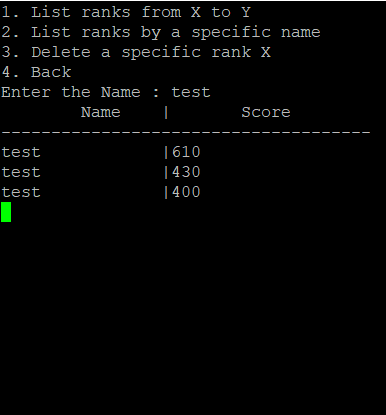 1. List ranks from X to Y
2. List ranks by a specific name
3. Delete a specific rank X
4. Back
Enter the Name : test
        Name    |       Score
-------------------------------------
test            |610
test            |430
test            |400